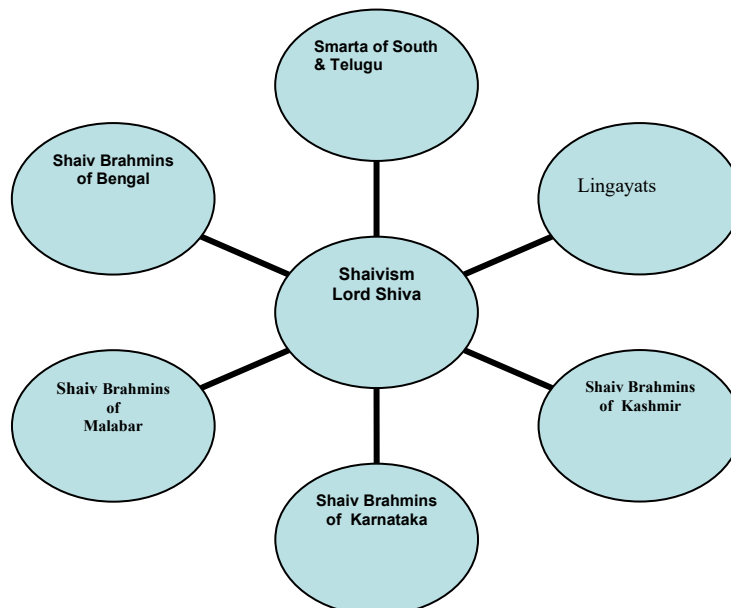 Smarta of South
& Telugu
Shaiv Brahmins
of Bengal
Lingayats
Shaivism
Lord Shiva
Shaiv Brahmins
of
Malabar
Shaiv Brahmins
of Kashmir
Shaiv Brahmins
of Karnataka